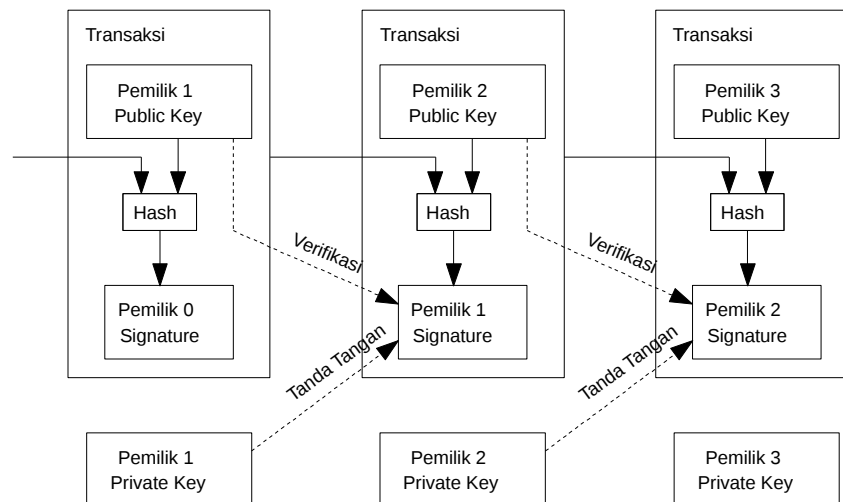 Transaksi
Pemilik 1
Public Key
Hash
Pemilik 0
Signature
Transaksi
Pemilik 2
Public Key
Hash
Verifikasi
Pemilik 1
Signature
Tanda Tangan
Transaksi
Pemilik 3
Public Key
Hash
Verifikasi
Pemilik 2
Signature
Tanda Tangan
Pemilik 1
Private Key
Pemilik 2
Private Key
Pemilik 3
Private Key